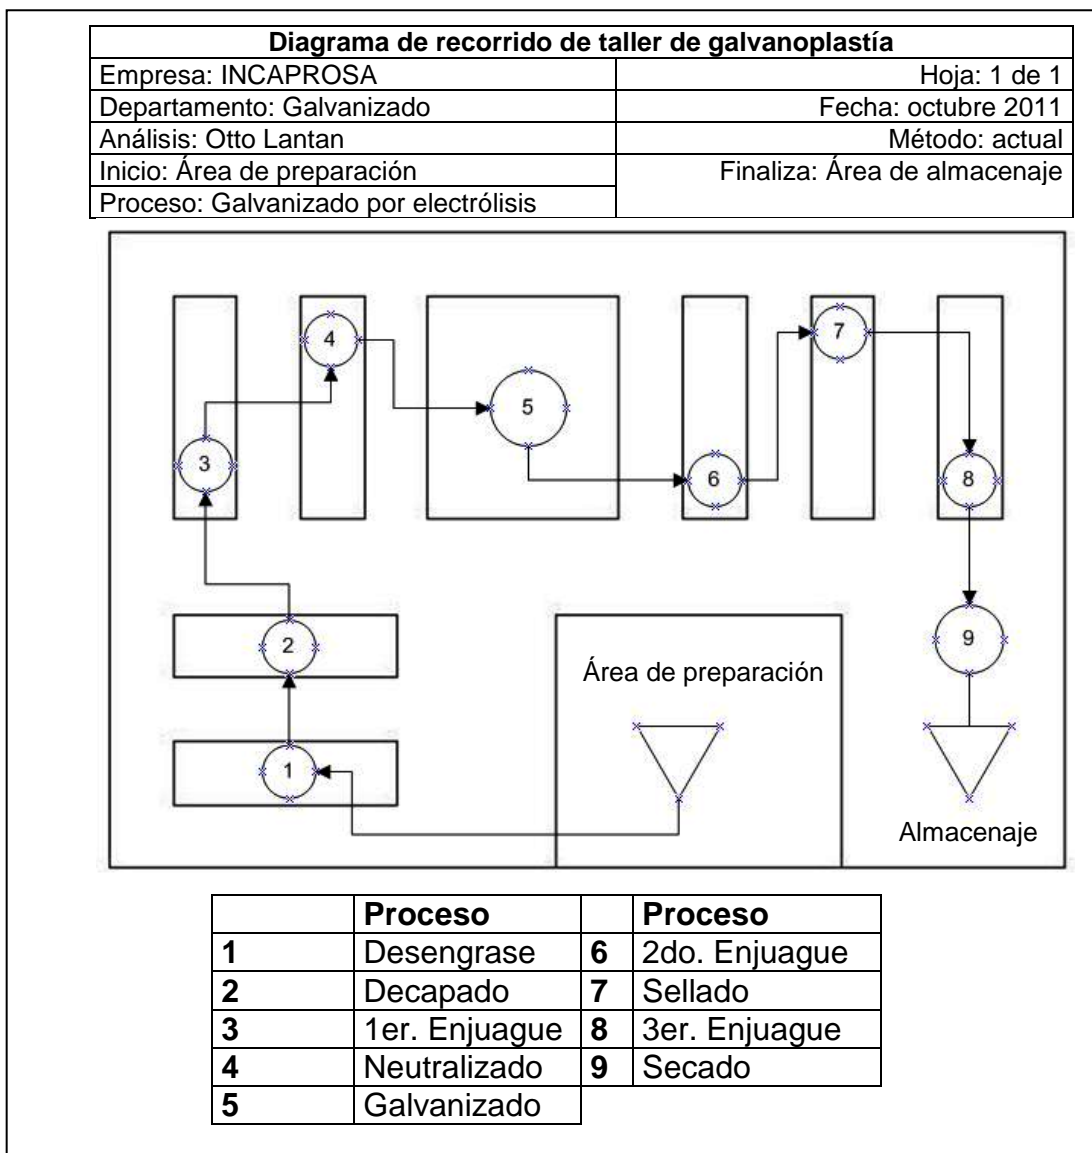 Diagrama de recorrido de taller de galvanoplastía
Empresa: INCAPROSA Hoja: 1 de 1
Departamento: Galvanizado Fecha: octubre 2011
Análisis: Otto Lantan Método: actual
Inicio: Área de preparación Finaliza: Área de almacenaje
Proceso: Galvanizado por electrólisis
7
4
5
3
6
8
9
2
Área de preparación
1
Almacenaje
Proceso Proceso
1 Desengrase 6 2do. Enjuague
2 Decapado 7 Sellado
3 1er. Enjuague 8 3er. Enjuague
4 Neutralizado 9 Secado
5 Galvanizado